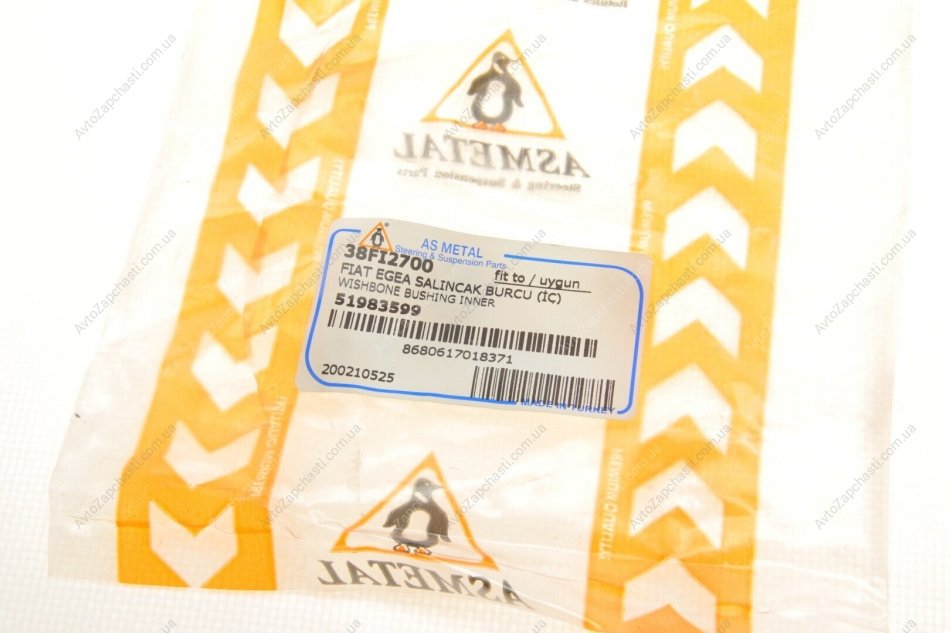 ASMETAL
Steering & Suspension Parts
AS METAL
Steering & Suspension Parts
38FI2700
fit to / uygun
FIAT EGEA SALINCAK BURCU (İC)
WISHBONE BUSHING INNER
51983599
8680617018371
200210525
MADE IN TURKEY
ASMETAL
AvtoZapchasti.com.ua